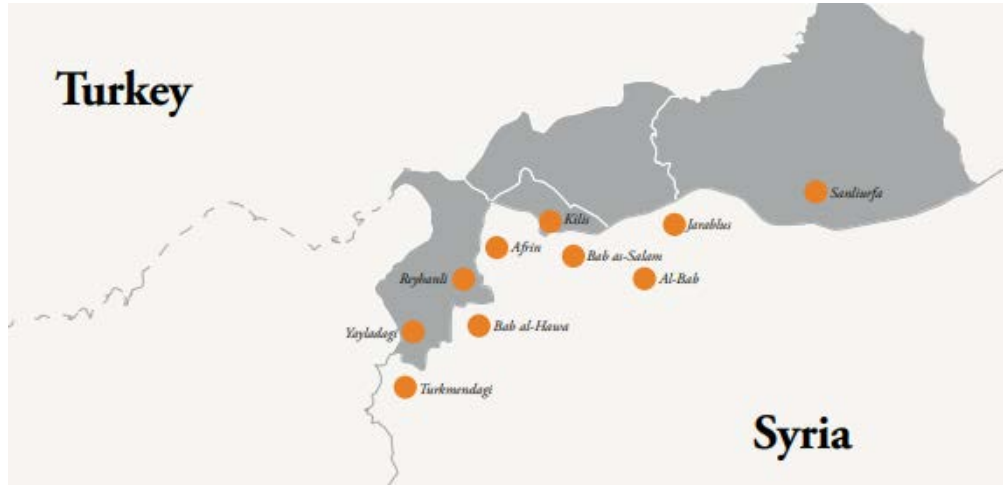 Turkey
Sanliurfa
Kilis
Jarablus
Afrin
Bab as-Salam
Reyhanli
Al-Bab
Bab al-Hawa
Yayladagi
Turkmendagi
Syria